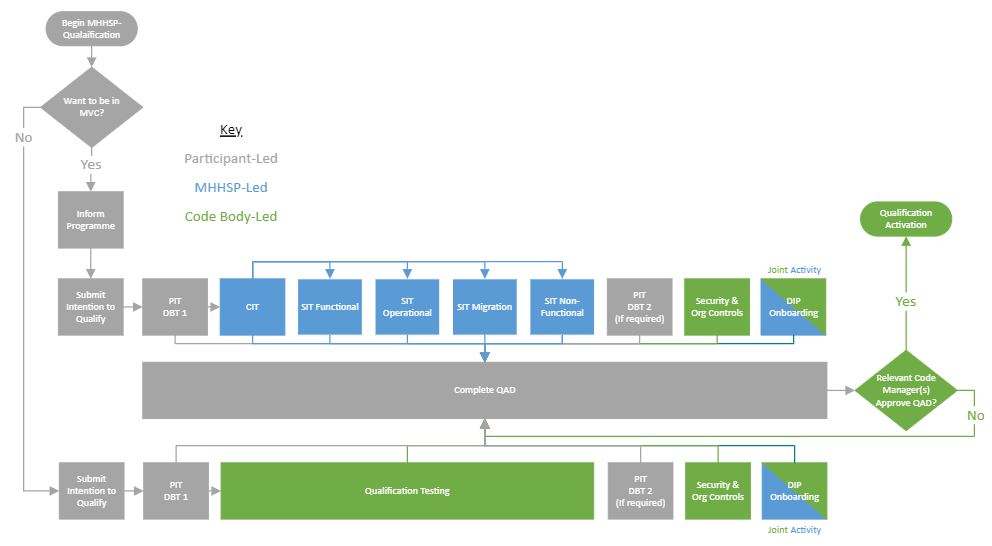 Begin MHHSP-
Qualaification
Want to be in
MVC?
No
Yes
Key
Participant-Led
MHHSP-Led
Code Body-Led
Inform
Programme
Qualification
Activation
Submit
Intention to
Qualify
PIT
DBT 1
CIT
SIT Functional
SIT
Operational
SIT Migration
SIT Non-
Functional
PIT
DBT 2
(If required)
Security &
Org Controls
Joint Activity
DIP
Onboarding
Yes
Complete QAD
Relevant Code
Manager(s)
Approve QAD?
No
Submit
Intention to
Qualify
PIT
DBT 1
Qualification Testing
PIT
DBT 2
(If required)
Security &
Org Controls
DIP
Onboarding
Joint Activity